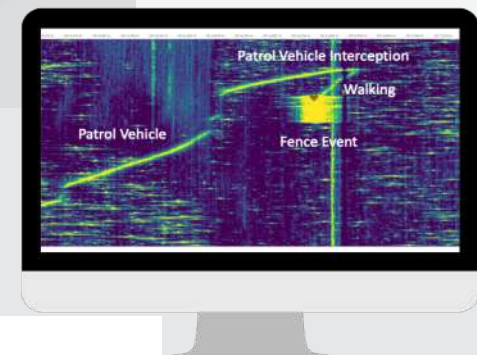 Patrol Vehicle Interception
Walking
Patrol Vehicle
Fence Event